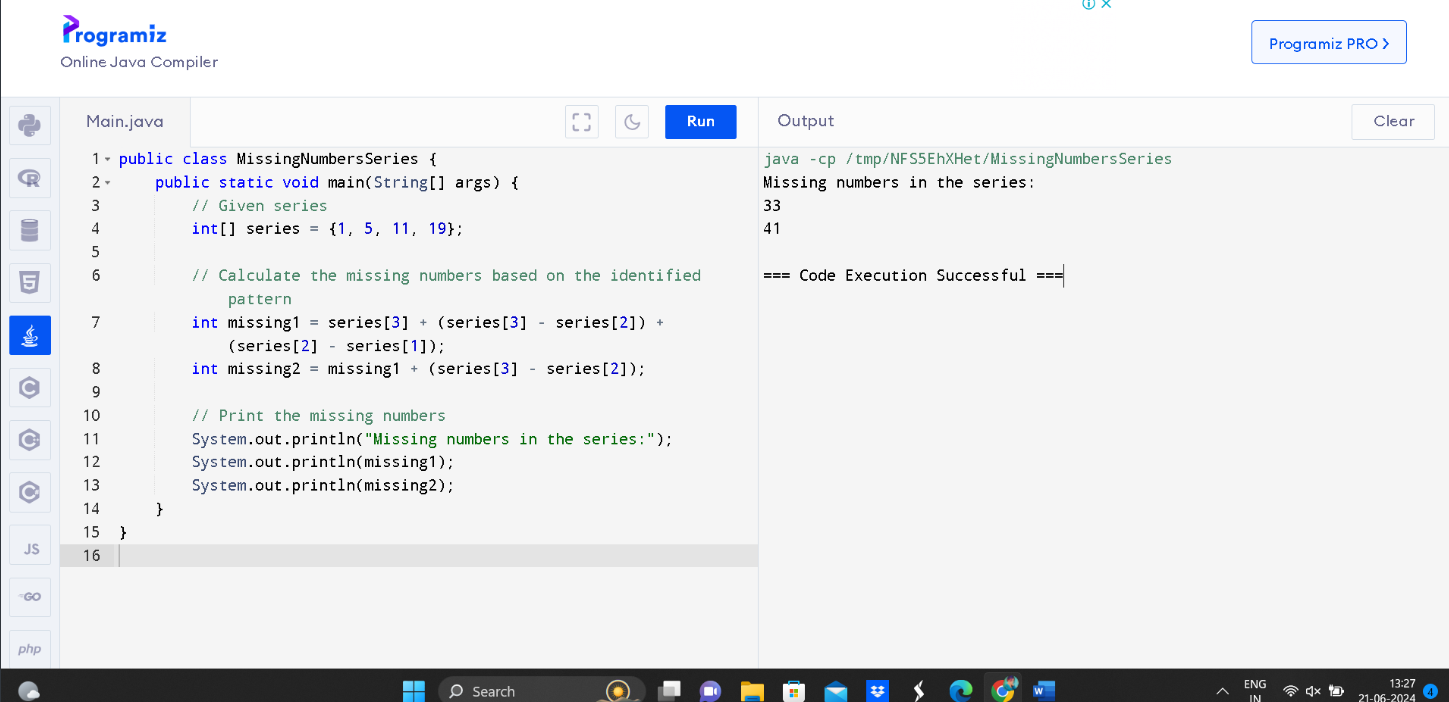 Programiz
Online Java Compiler
Programiz PRO >
Main.java
Run
Output
Clear
1 public class MissingNumbersSeries {
2 public static void main(String[] args) {
3 // Given series
4 int[] series = {1, 5, 11, 19};
5
6 // Calculate the missing numbers based on the identified
pattern
7 int missing1 = series[3] + (series[3] - series[2]) +
(series[2] - series[1]);
8 int missing2 = missing1 + (series[3] - series[2]);
9
10 // Print the missing numbers
11 System.out.println("Missing numbers in the series:");
12 System.out.println(missing1);
13 System.out.println(missing2);
14 }
15 }
16
java -cp /tmp/NFS5EhXHet/MissingNumbersSeries
Missing numbers in the series:
33
41
=== Code Execution Successful ===
JS
GO
php
Search
ENG
IN
13:27
21-06-2024
4